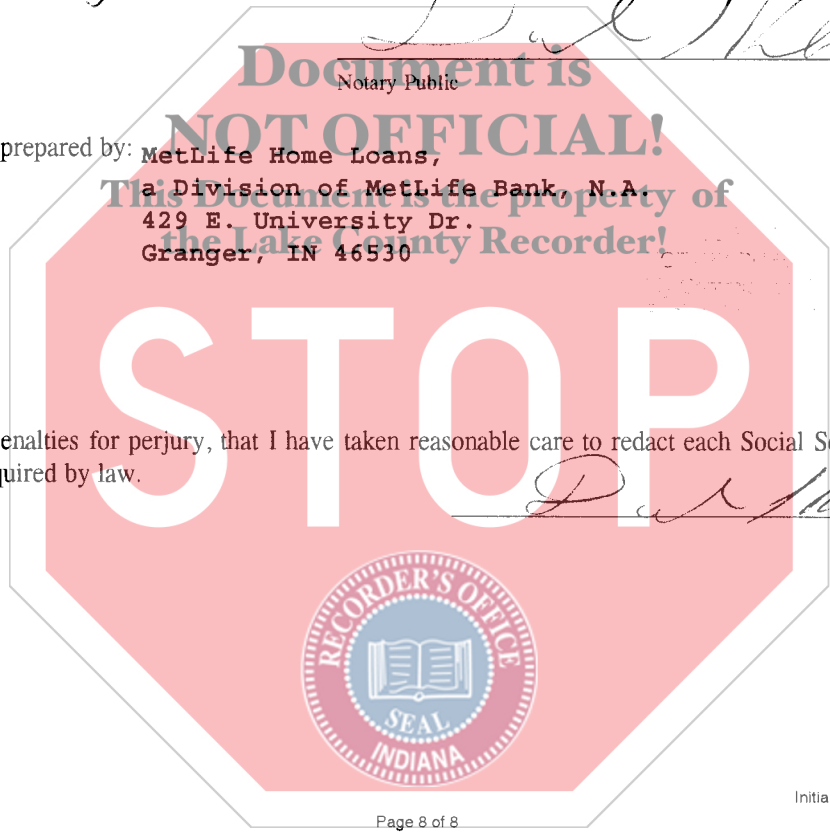 Document is
Notary Public
NOT OFFICIAL!
prepared by: MetLife Home Loans,
This Document is the property of
a Division of MetLife Bank, N.A.
429 E. University Dr.
the Lake County Recorder!
Granger, IN 46530
STOP
enalties for perjury, that I have taken reasonable care to redact each Social Se
quired by law.
RECORDER'S OFFICE
SEAL
INDIANA
Initia
Page 8 of 8